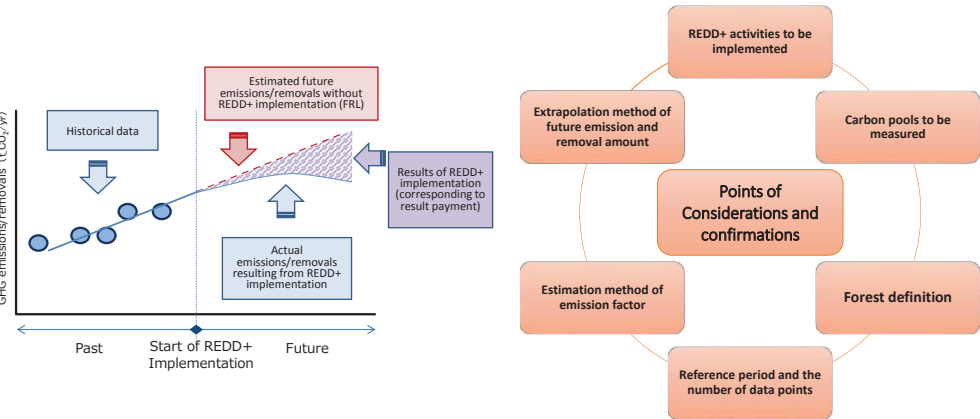 GHG emissions/removals (t CO2/yr)
Historical data
Estimated future
emissions/removals without
REDD+ implementation (FRL)
Results of REDD+
implementation
(corresponding to
result payment)
Actual
emissions/removals
resulting from REDD+
implementation
Past
Start of REDD+
Implementation
Future
REDD+ activities to be
implemented
Extrapolation method of
future emission and
removal amount
Carbon pools to be
measured
Points of
Considerations and
confirmations
Estimation method of
emission factor
Forest definition
Reference period and the
number of data points